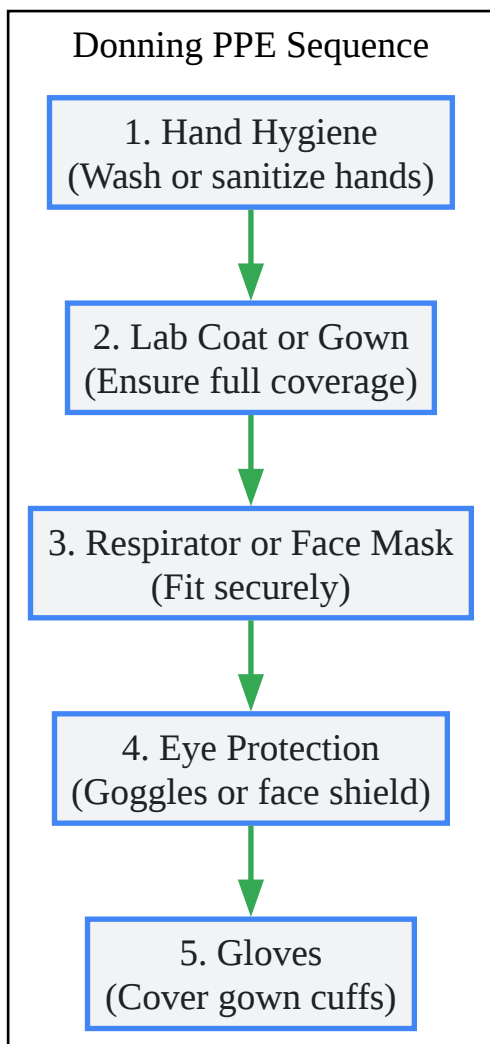 Donning PPE Sequence
1. Hand Hygiene
(Wash or sanitize hands)
2. Lab Coat or Gown
(Ensure full coverage)
3. Respirator or Face Mask
(Fit securely)
4. Eye Protection
(Goggles or face shield)
5. Gloves
(Cover gown cuffs)